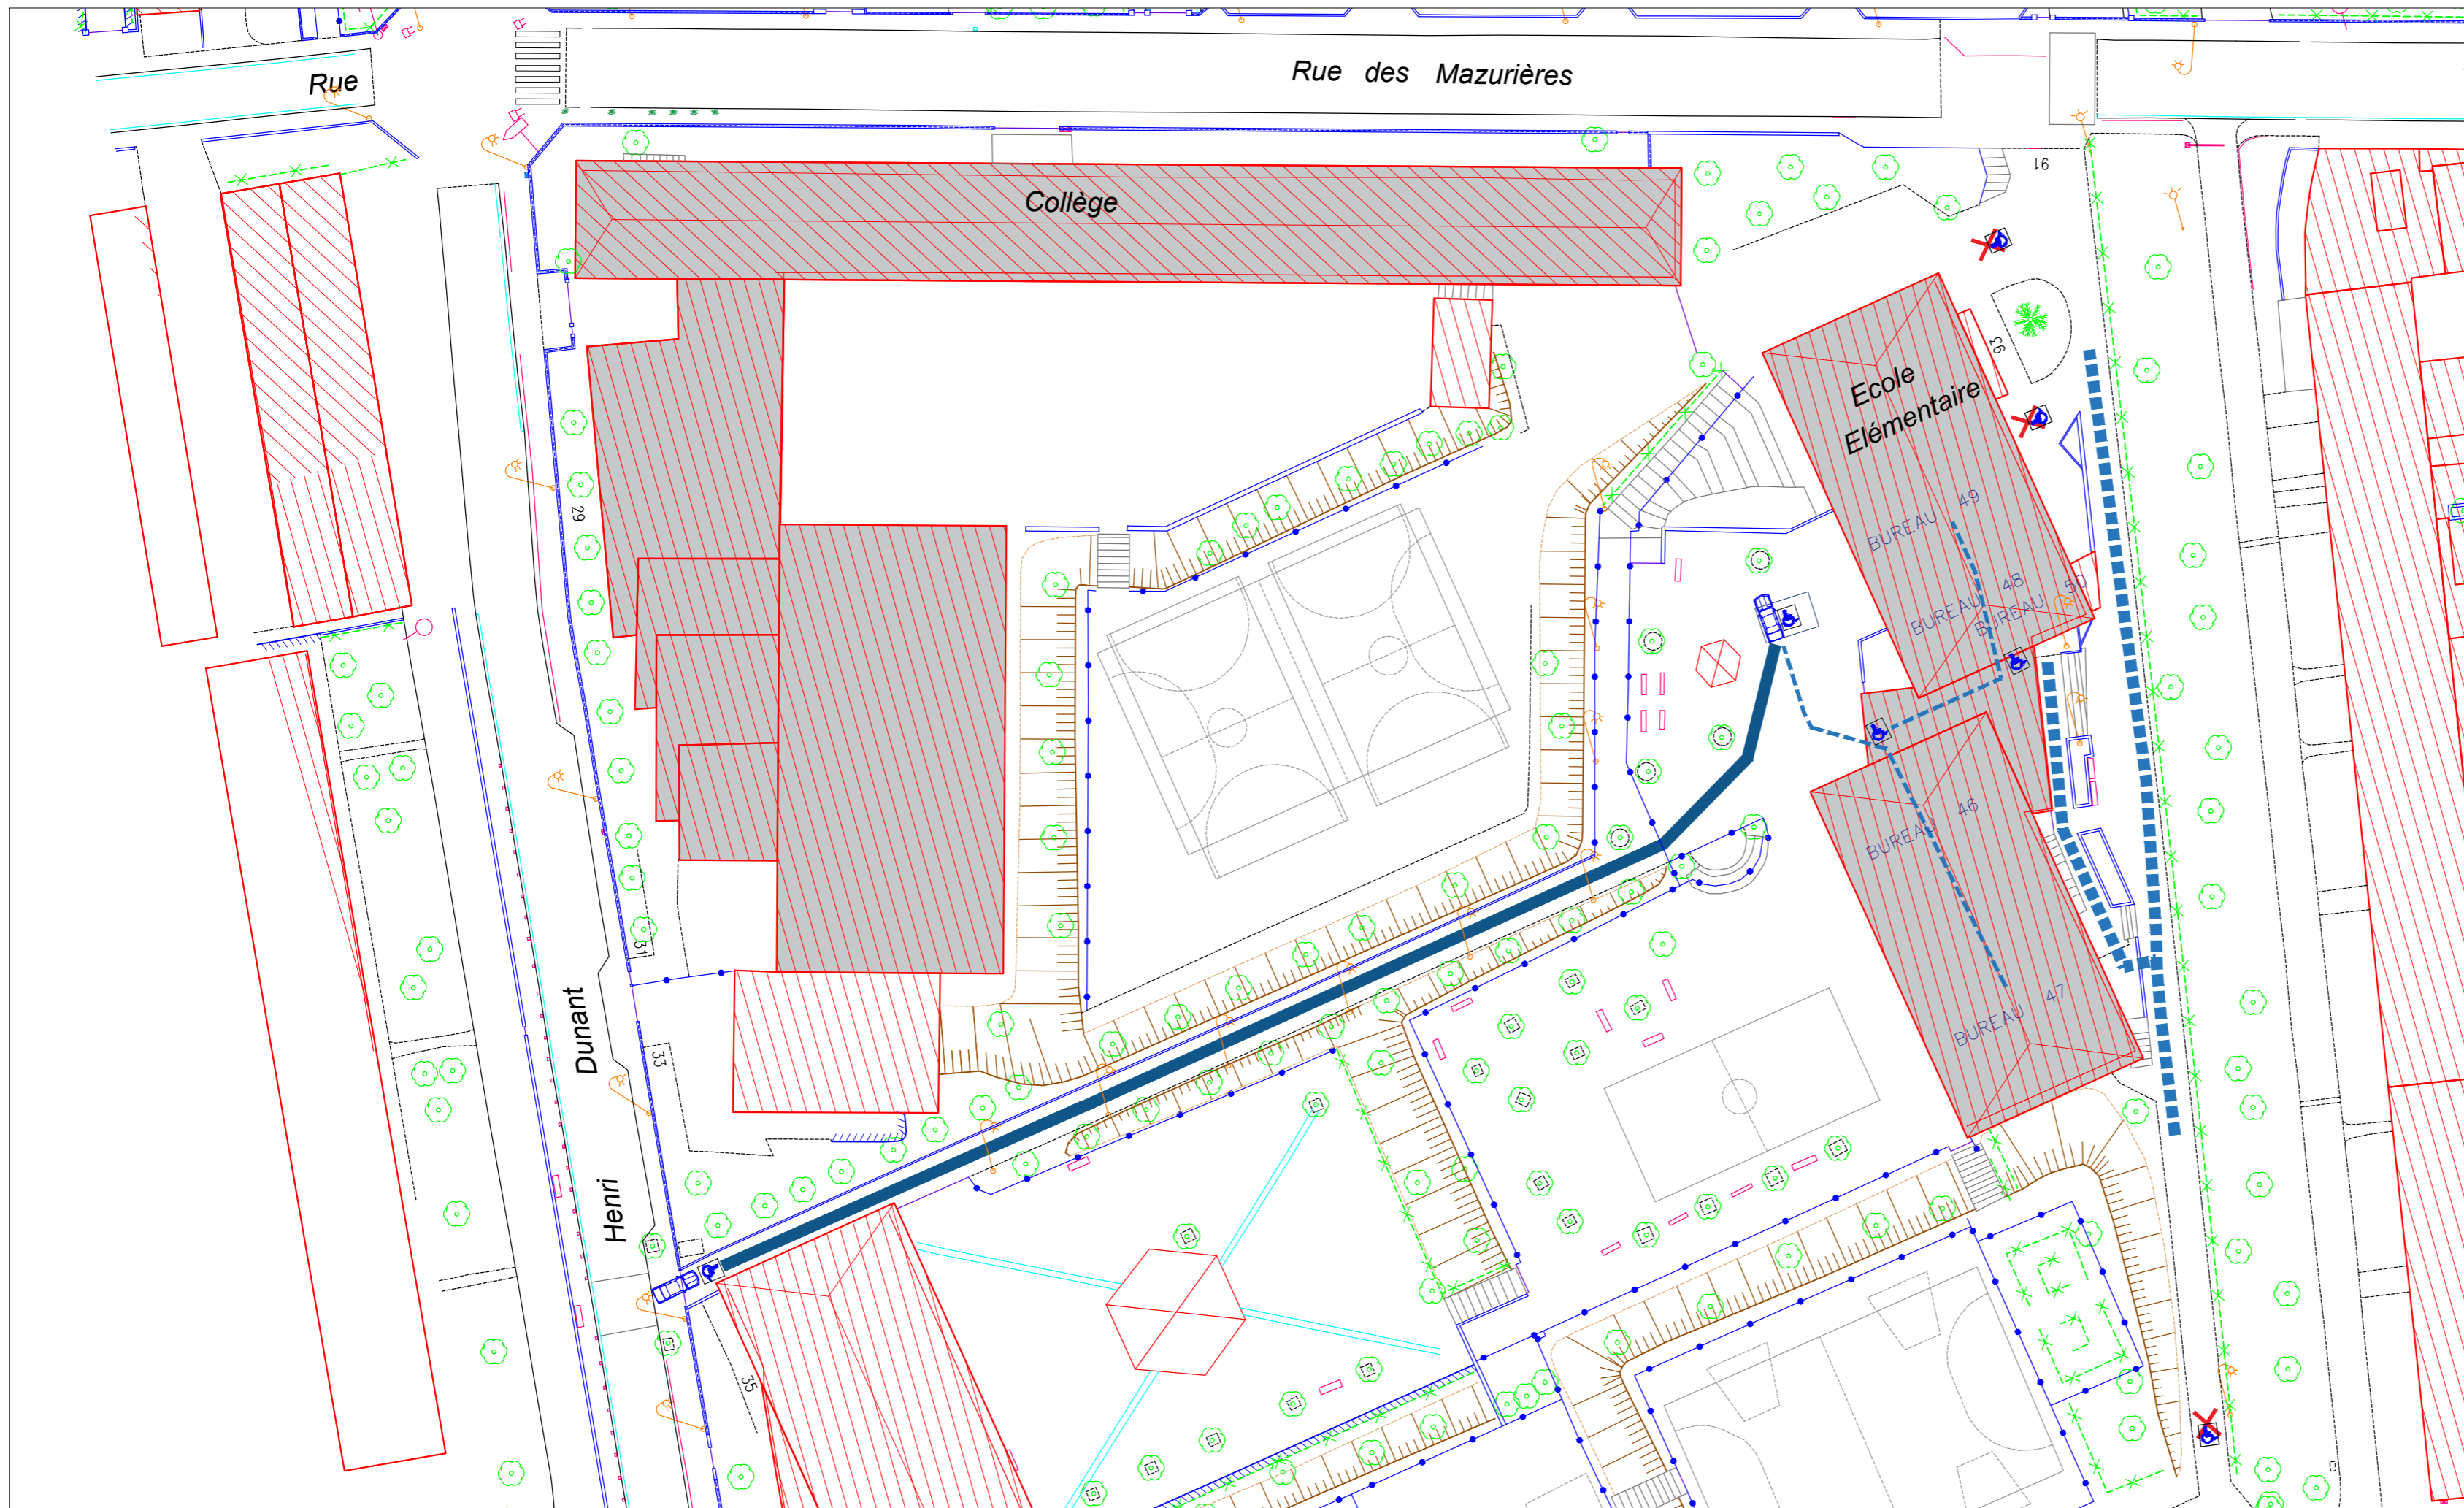 Rue
Rue des Mazurières
Collège
91
93
Ecole
Elémentaire
29
BUREAU 49
BUREAU 48
BUREAU 50
BUREAU 46
BUREAU 47
31
33
Henri Dunant
35